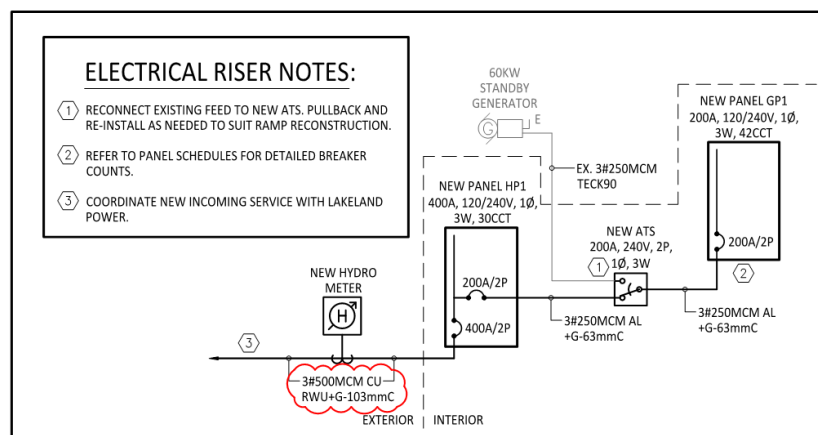 ELECTRICAL RISER NOTES:
1 RECONNECT EXISTING FEED TO NEW ATS. PULLBACK AND
RE-INSTALL AS NEEDED TO SUIT RAMP RECONSTRUCTION.
2 REFER TO PANEL SCHEDULES FOR DETAILED BREAKER
COUNTS.
3 COORDINATE NEW INCOMING SERVICE WITH LAKELAND
POWER.
60KW
STANDBY
GENERATOR
G
E
EX. 3#250MCM
TECK90
NEW PANEL GP1
200A, 120/240V, 1Ø,
3W, 42CCT
200A/2P
2
NEW PANEL HP1
400A, 120/240V, 1Ø,
3W, 30CCT
200A/2P
400A/2P
NEW ATS
200A, 240V, 2P,
1Ø, 3W
1
3#250MCM AL
+G-63mmC
3#250MCM AL
+G-63mmC
NEW HYDRO
METER
H
3
3#500MCM CU
RWU+G-103mmC
EXTERIOR
INTERIOR